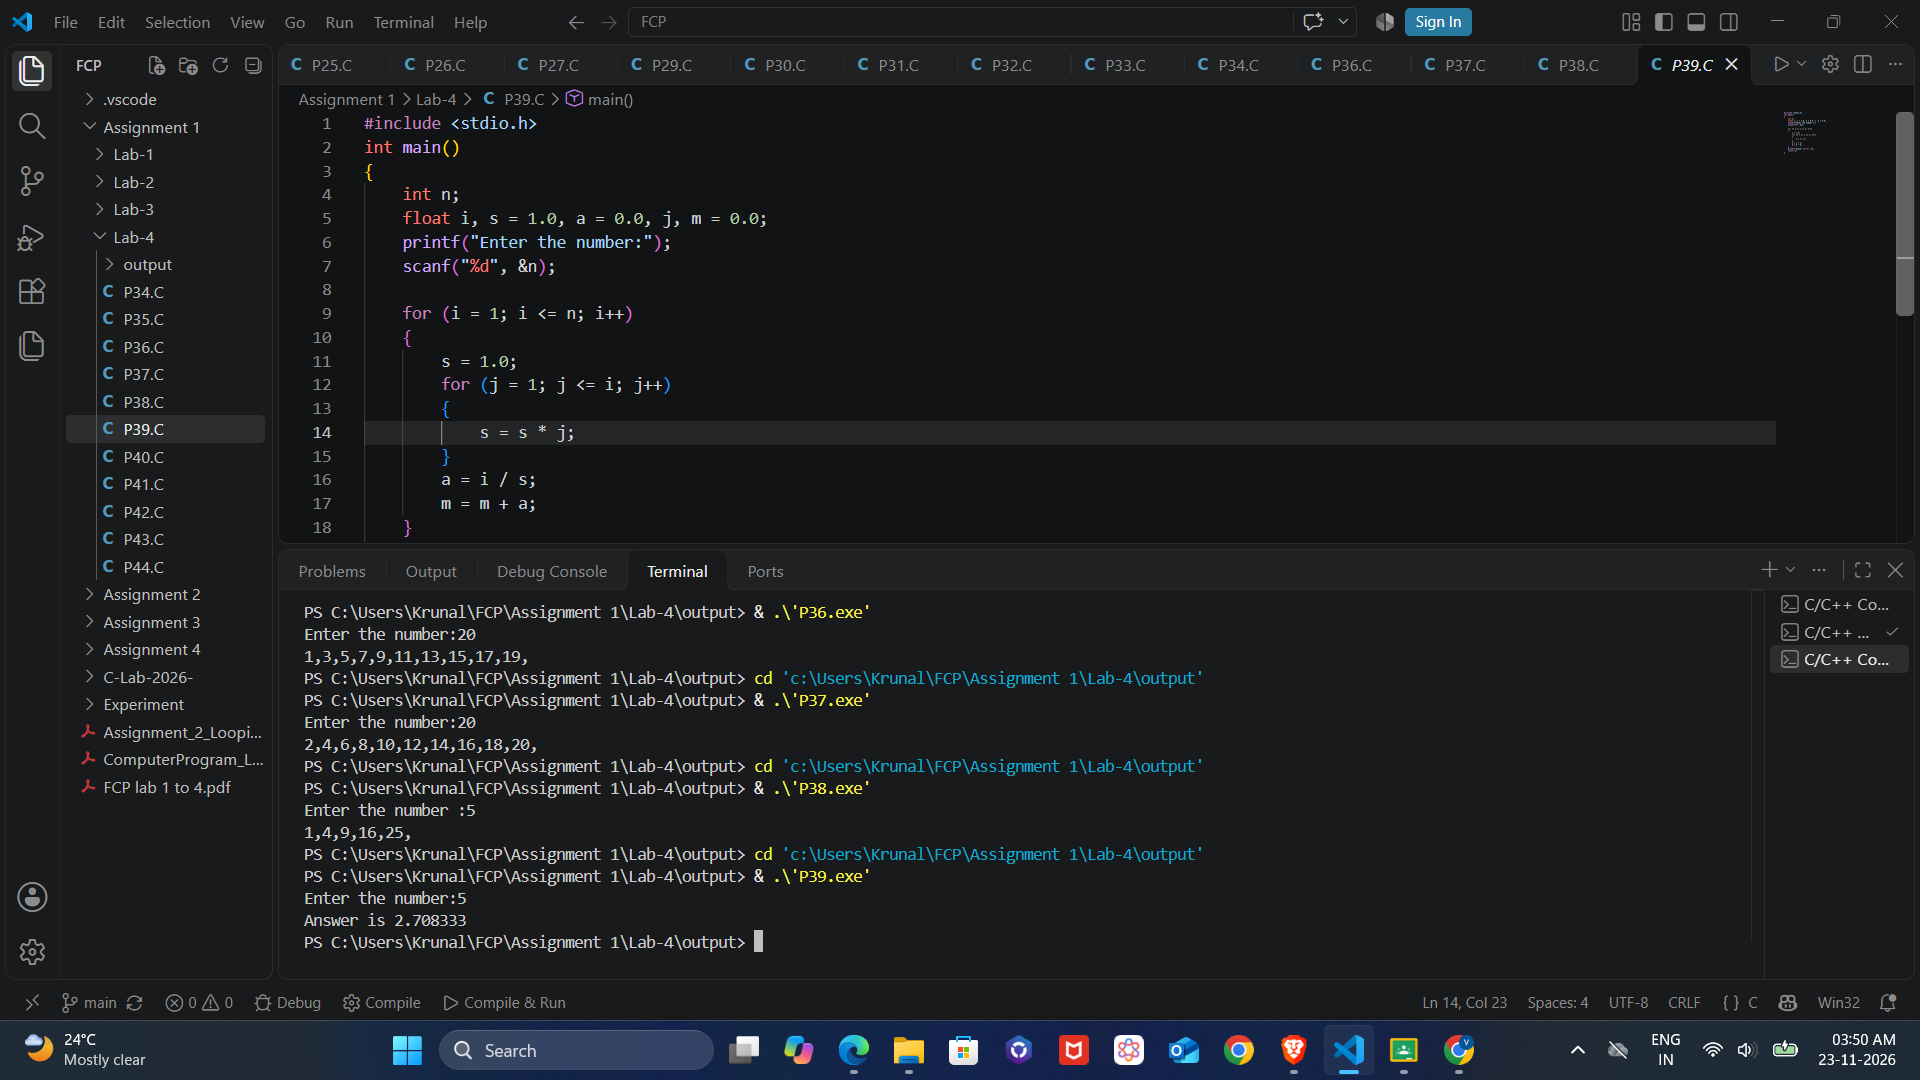 File Edit Selection View Go Run Terminal Help
FCP
Sign In
FCP
P25.C P26.C P27.C P29.C P30.C P31.C P32.C P33.C P34.C P36.C P37.C P38.C P39.C
Assignment 1 > Lab-4 > C P39.C > main()
.vscode
Assignment 1
Lab-1
Lab-2
Lab-3
Lab-4
output
C P34.C
C P35.C
C P36.C
C P37.C
C P38.C
C P39.C
C P40.C
C P41.C
C P42.C
C P43.C
C P44.C
Assignment 2
Assignment 3
Assignment 4
C-Lab-2026-
Experiment
Assignment_2_Loopi...
ComputerProgram_L...
FCP lab 1 to 4.pdf
1 #include <stdio.h>
2 int main()
3 {
4 int n;
5 float i, s = 1.0, a = 0.0, j, m = 0.0;
6 printf("Enter the number:");
7 scanf("%d", &n);
8
9 for (i = 1; i <= n; i++)
10 {
11 s = 1.0;
12 for (j = 1; j <= i; j++)
13 {
14 s = s * j;
15 }
16 a = i / s;
17 m = m + a;
18 }
Problems Output Debug Console Terminal Ports
PS C:\Users\Krunal\FCP\Assignment 1\Lab-4\output> & .\'P36.exe'
Enter the number:20
1,3,5,7,9,11,13,15,17,19,
PS C:\Users\Krunal\FCP\Assignment 1\Lab-4\output> cd 'c:\Users\Krunal\FCP\Assignment 1\Lab-4\output'
PS C:\Users\Krunal\FCP\Assignment 1\Lab-4\output> & .\'P37.exe'
Enter the number:20
2,4,6,8,10,12,14,16,18,20,
PS C:\Users\Krunal\FCP\Assignment 1\Lab-4\output> cd 'c:\Users\Krunal\FCP\Assignment 1\Lab-4\output'
PS C:\Users\Krunal\FCP\Assignment 1\Lab-4\output> & .\'P38.exe'
Enter the number :5
1,4,9,16,25,
PS C:\Users\Krunal\FCP\Assignment 1\Lab-4\output> cd 'c:\Users\Krunal\FCP\Assignment 1\Lab-4\output'
PS C:\Users\Krunal\FCP\Assignment 1\Lab-4\output> & .\'P39.exe'
Enter the number:5
Answer is 2.708333
PS C:\Users\Krunal\FCP\Assignment 1\Lab-4\output>
C/C++ Co...
C/C++ ...
C/C++ Co...
main 0 0 Debug Compile Compile & Run
Ln 14, Col 23 Spaces: 4 UTF-8 CRLF {} C Win32
24°C
Mostly clear
Search
ENG
IN
03:50 AM
23-11-2026